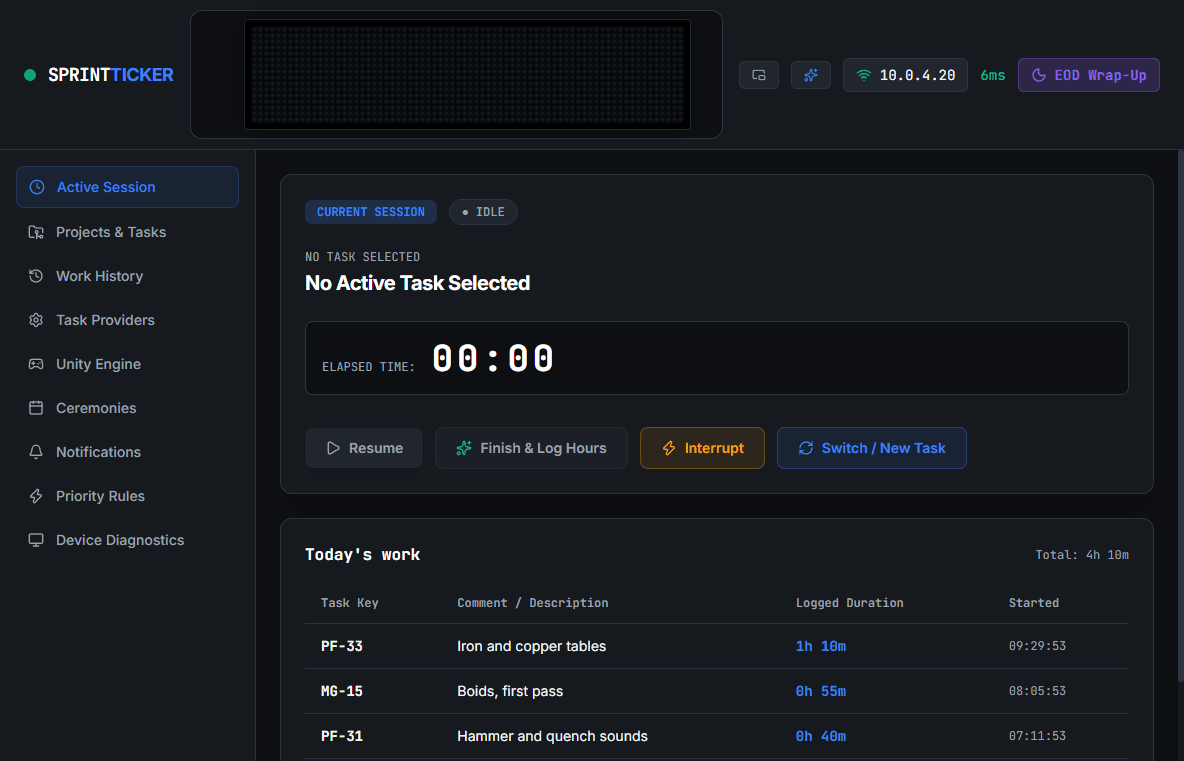 SPRINTTICKER
10.0.4.20
6ms
EOD Wrap-Up
Active Session
Projects & Tasks
Work History
Task Providers
Unity Engine
Ceremonies
Notifications
Priority Rules
Device Diagnostics
CURRENT SESSION
IDLE
NO TASK SELECTED
No Active Task Selected
ELAPSED TIME: 00:00
Resume
Finish & Log Hours
Interrupt
Switch / New Task
Today's work
Total: 4h 10m
Task Key Comment / Description Logged Duration Started
PF-33 Iron and copper tables 1h 10m 09:29:53
MG-15 Boids, first pass 0h 55m 08:05:53
PF-31 Hammer and quench sounds 0h 40m 07:11:53